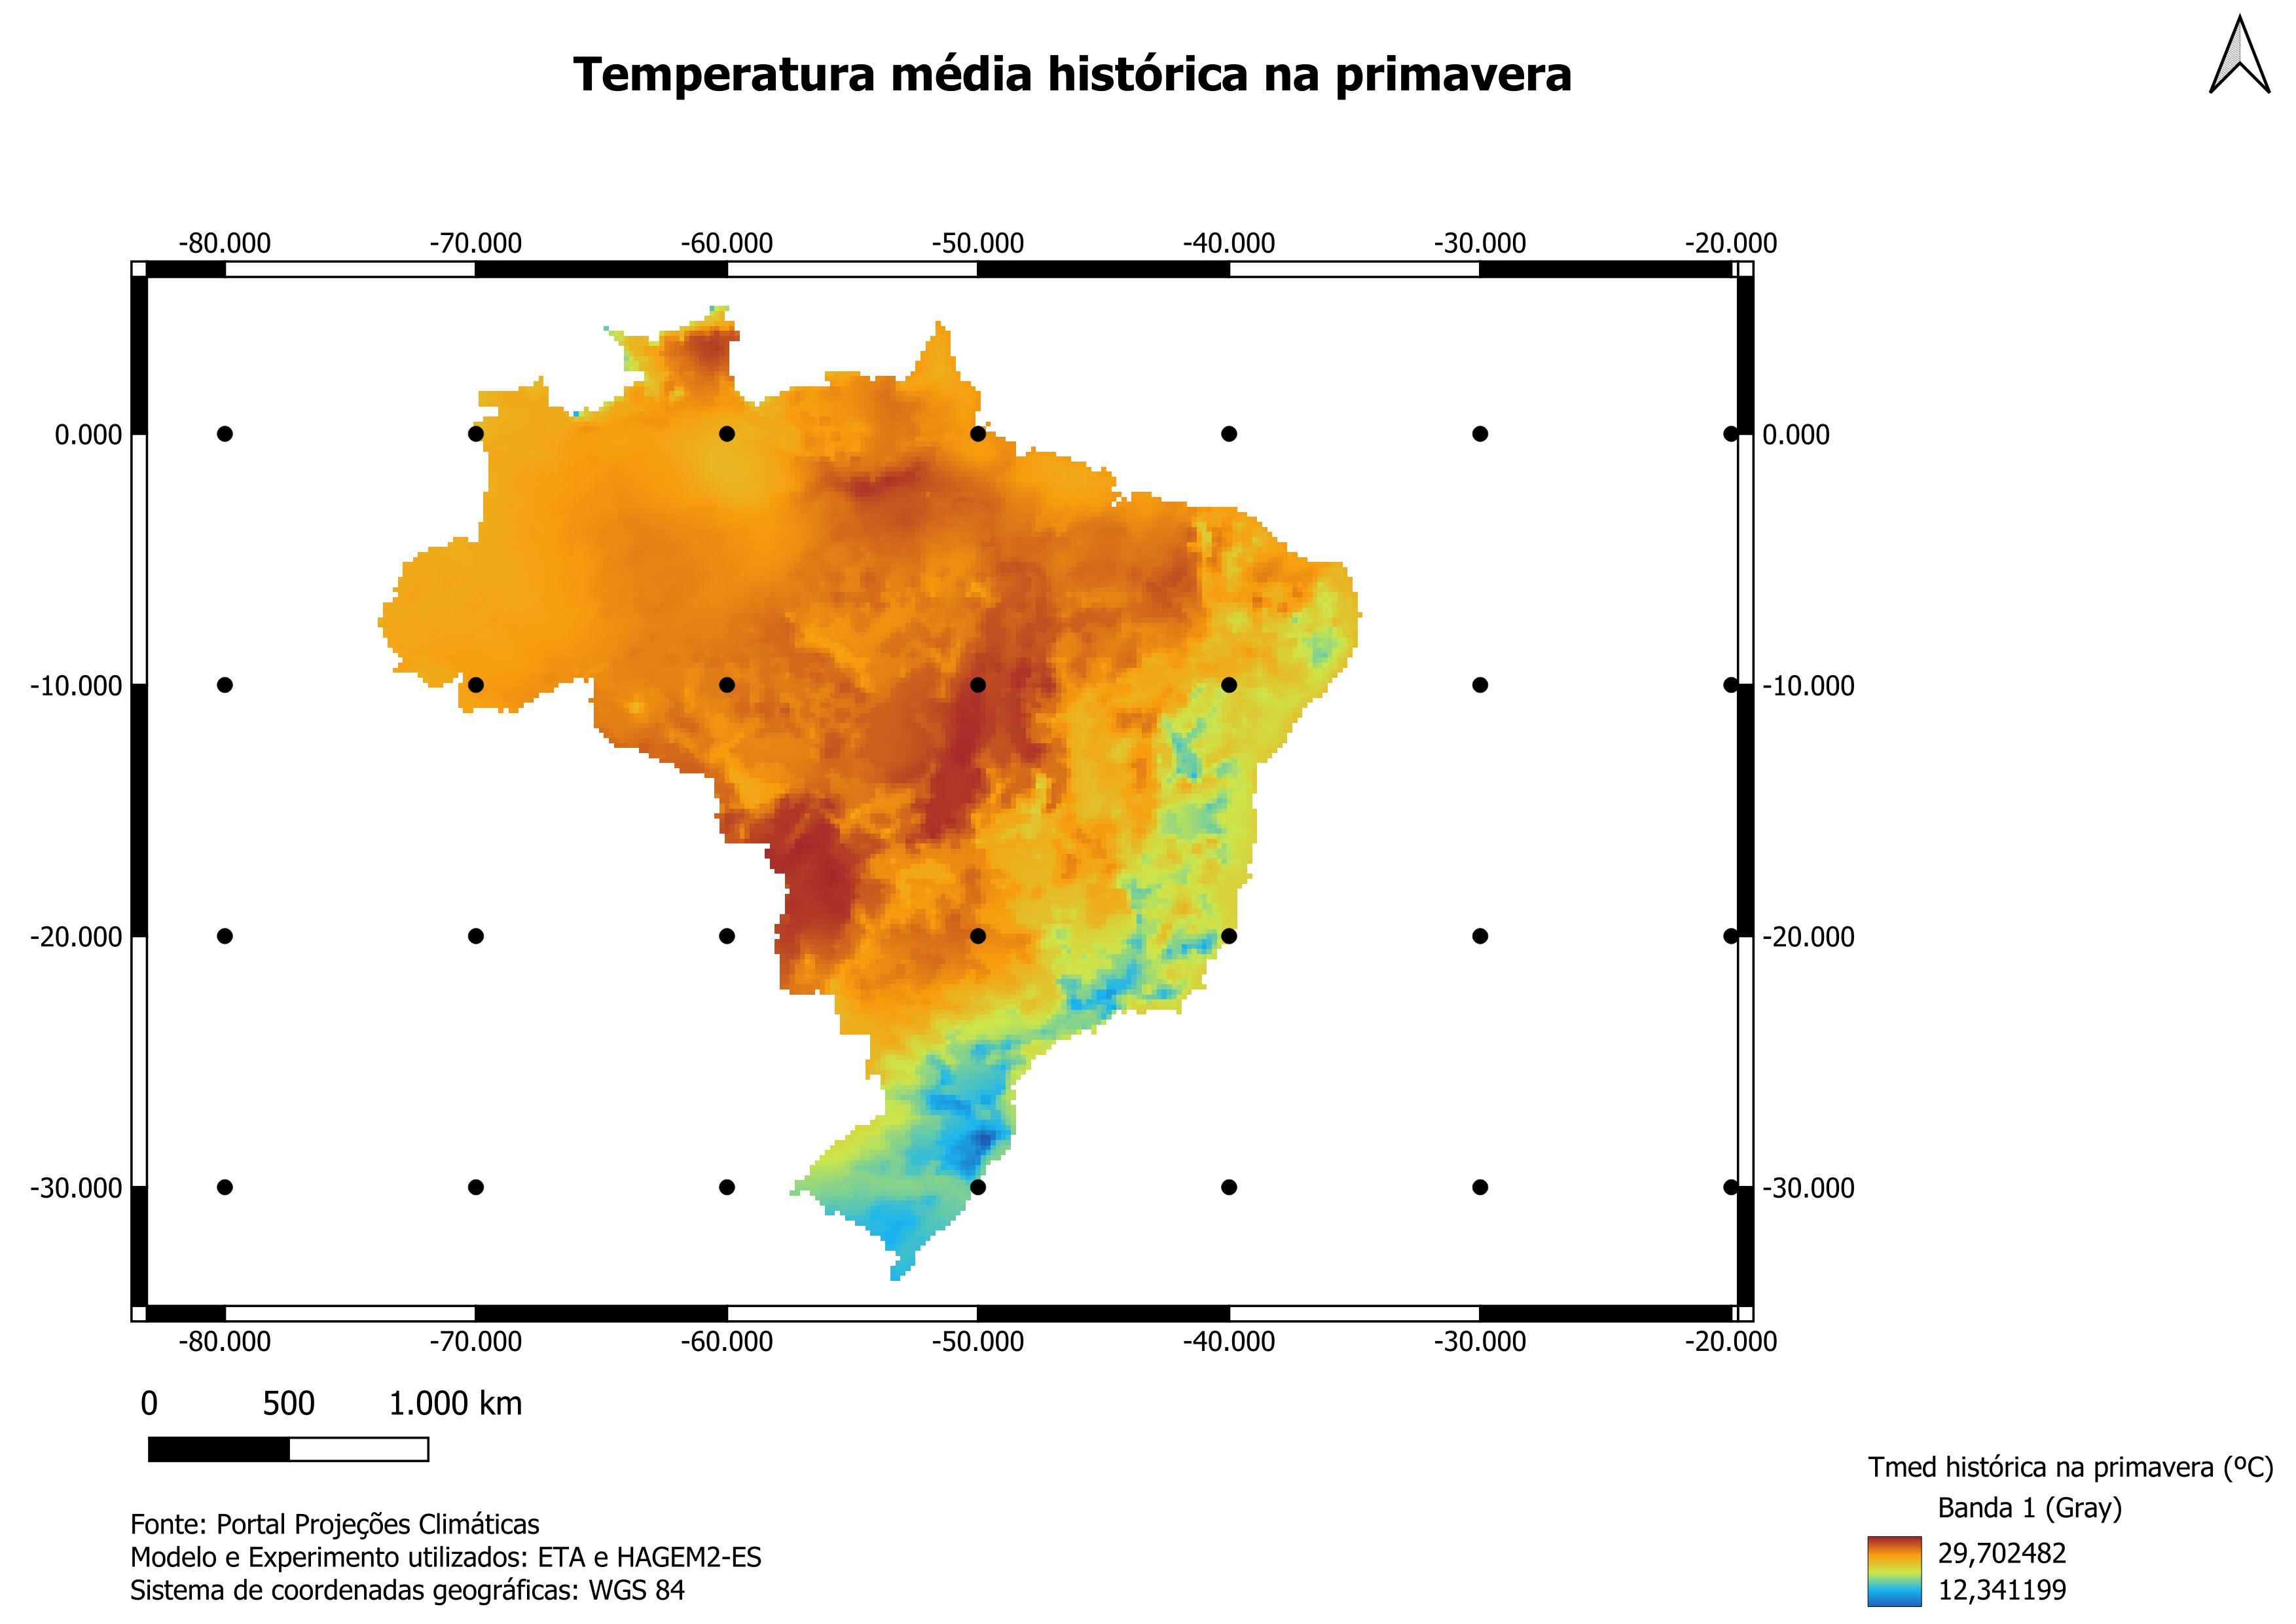 Temperatura média histórica na primavera
-80.000 -70.000 -60.000 -50.000 -40.000 -30.000 -20.000
0.000 0.000
-10.000 -10.000
-20.000 -20.000
-30.000 -30.000
-80.000 -70.000 -60.000 -50.000 -40.000 -30.000 -20.000
0 500 1.000 km
Tmed histórica na primavera (ºC)
Banda 1 (Gray)
29,702482
12,341199
Fonte: Portal Projeções Climáticas
Modelo e Experimento utilizados: ETA e HAGEM2-ES
Sistema de coordenadas geográficas: WGS 84